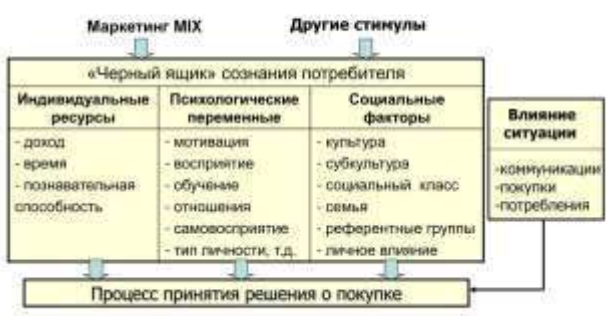 Маркетинг MIX
Другие стимулы
«Черный ящик» сознания потребителя
Индивидуальные
ресурсы
- доход
- время
- познавательная
способность
Психологические
переменные
- мотивация
- восприятие
- обучение
- отношения
- самовосприятие
- тип личности, т.д.
Социальные
факторы
- культура
- субкультура
- социальный класс
- семья
- референтные группы
- личное влияние
Влияние
ситуации
-коммуникации
-покупки
-потребления
Процесс принятия решения о покупке